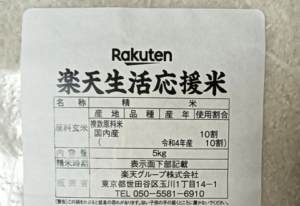 Rakuten
楽天生活応援米
名称 精米
原料玄米 産地 品種 産年 使用割合
複数原料米
国内産 10割
(令和4年産 10割)
内容量 5kg
精米時期 表示面下部記載
販売者 楽天グループ株式会社
東京都世田谷区玉川1丁目14−1
TEL 050−5581−6910